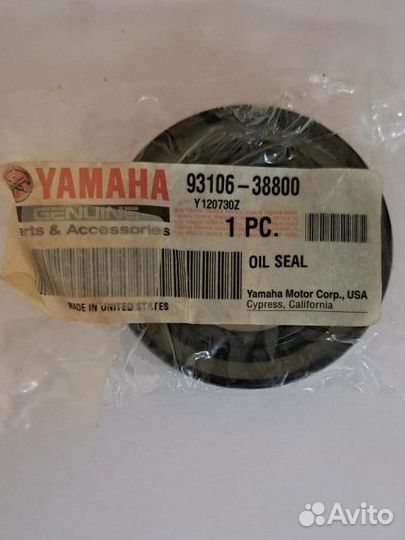 YAMAHA 93106-38800
Y120730Z
GENUINE
Parts & Accessories
1 PC.
OIL SEAL
MADE IN UNITED STATES
Yamaha Motor Corp., USA
Cypress, California
Avito